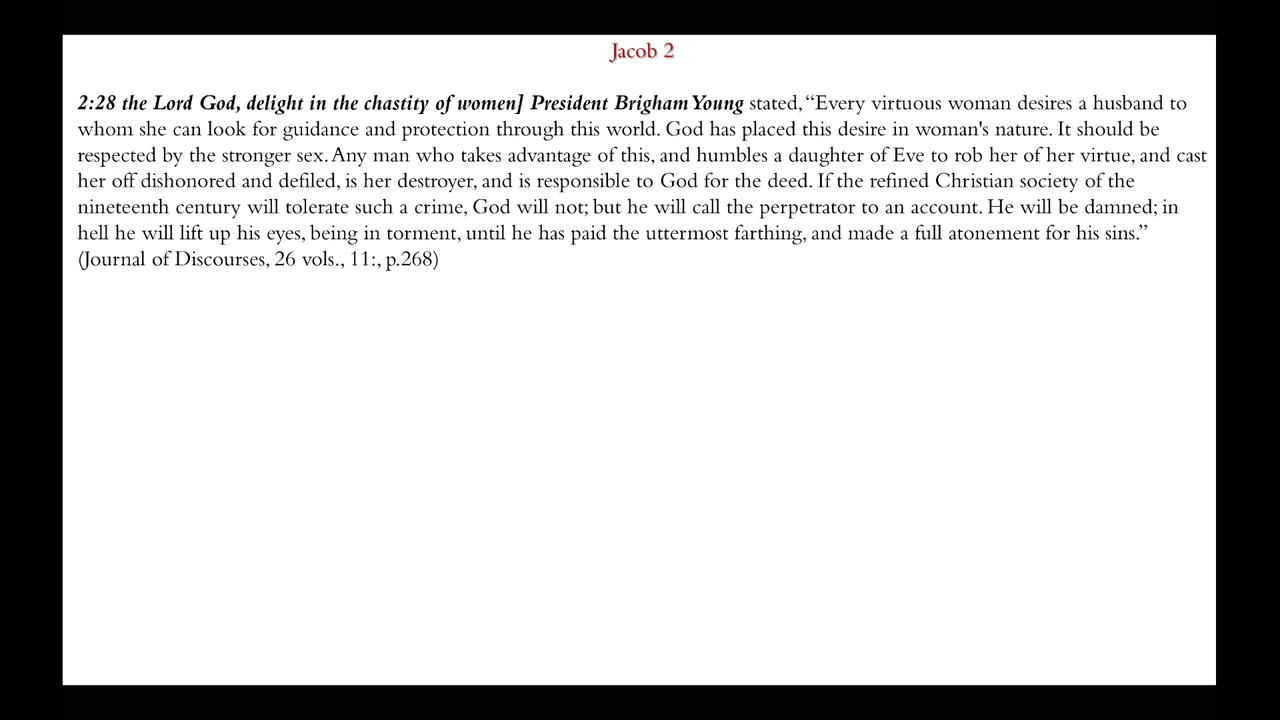 Jacob 2
2:28 the Lord God, delight in the chastity of women] President Brigham Young stated, “Every virtuous woman desires a husband to
whom she can look for guidance and protection through this world. God has placed this desire in woman's nature. It should be
respected by the stronger sex. Any man who takes advantage of this, and humbles a daughter of Eve to rob her of her virtue, and cast
her off dishonored and defiled, is her destroyer, and is responsible to God for the deed. If the refined Christian society of the
nineteenth century will tolerate such a crime, God will not; but he will call the perpetrator to an account. He will be damned; in
hell he will lift up his eyes, being in torment, until he has paid the uttermost farthing, and made a full atonement for his sins.”
(Journal of Discourses, 26 vols., 11:, p.268)